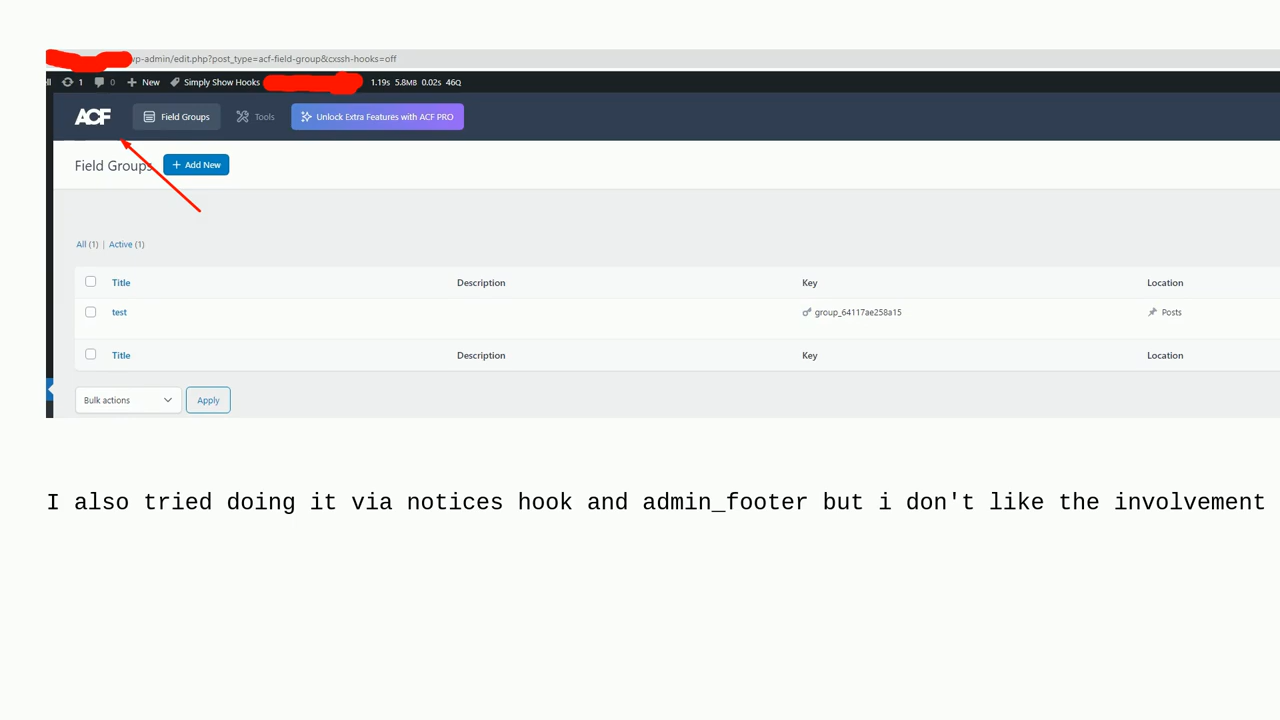 wp-admin/edit.php?post_type=acf-field-group&cxssh-hooks=off
1 0 New Simply Show Hooks 1.19s 5.8MB 0.02s 46Q
ACF Field Groups Tools Unlock Extra Features with ACF PRO
Field Groups + Add New
All (1) | Active (1)
Title Description Key Location
test group_64117ae258a15 Posts
Title Description Key Location
Bulk actions Apply
I also tried doing it via notices hook and admin_footer but i don't like the involvement